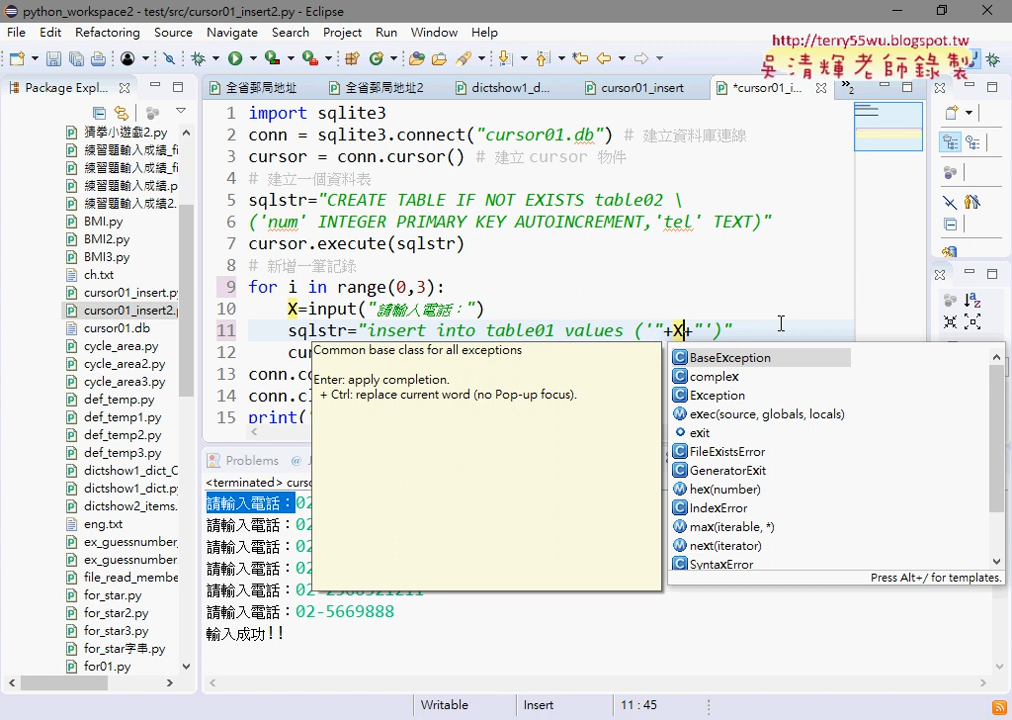 python_workspace2 - test/src/cursor01_insert2.py - Eclipse
File Edit Refactoring Source Navigate Search Project Run Window Help
http://terry55wu.blogspot.tw
吳清輝老師錄製
Package Expl...
全省郵局地址
全省郵局地址2
dictshow1_d...
cursor01_insert
*cursor01_i...
»2
猜拳小遊戲2.py
練習題輸入成績_fi
練習題輸入成績_fi
練習題輸入成績.p
練習題輸入成績2.
BMI.py
BMI2.py
BMI3.py
ch.txt
cursor01_insert.py
cursor01_insert2.
cursor01.db
cycle_area.py
cycle_area2.py
cycle_area3.py
def_temp.py
def_temp1.py
def_temp2.py
def_temp3.py
dictshow1_dict_C
dictshow1_dict.py
dictshow2_items.
eng.txt
ex_guessnumber_
ex_guessnumber.
file_read_membe
for_star.py
for_star2.py
for_star3.py
for_star字串.py
for01.py
1 import sqlite3
2 conn = sqlite3.connect("cursor01.db") # 建立資料庫連線
3 cursor = conn.cursor() # 建立 cursor 物件
4 # 建立一個資料表
5 sqlstr="CREATE TABLE IF NOT EXISTS table02 \
6 ('num' INTEGER PRIMARY KEY AUTOINCREMENT,'tel' TEXT)"
7 cursor.execute(sqlstr)
8 # 新增一筆記錄
9 for i in range(0,3):
10 X=input("請輸入電話：")
11 sqlstr="insert into table01 values ('"+X+"')"
12 cu
13 conn.c
14 conn.c
15 print(
Common base class for all exceptions
Enter: apply completion.
+ Ctrl: replace current word (no Pop-up focus).
BaseException
complex
Exception
exec(source, globals, locals)
exit
FileExistsError
GeneratorExit
hex(number)
IndexError
max(iterable, *)
next(iterator)
SyntaxError
Press Alt+/ for templates.
Problems @ J
<terminated> curso
請輸入電話：02
請輸入電話：02
請輸入電話：02
請輸入電話：02
請輸入電話：02
請輸入電話：02-5669888
輸入成功!!
Writable Insert 11 : 45